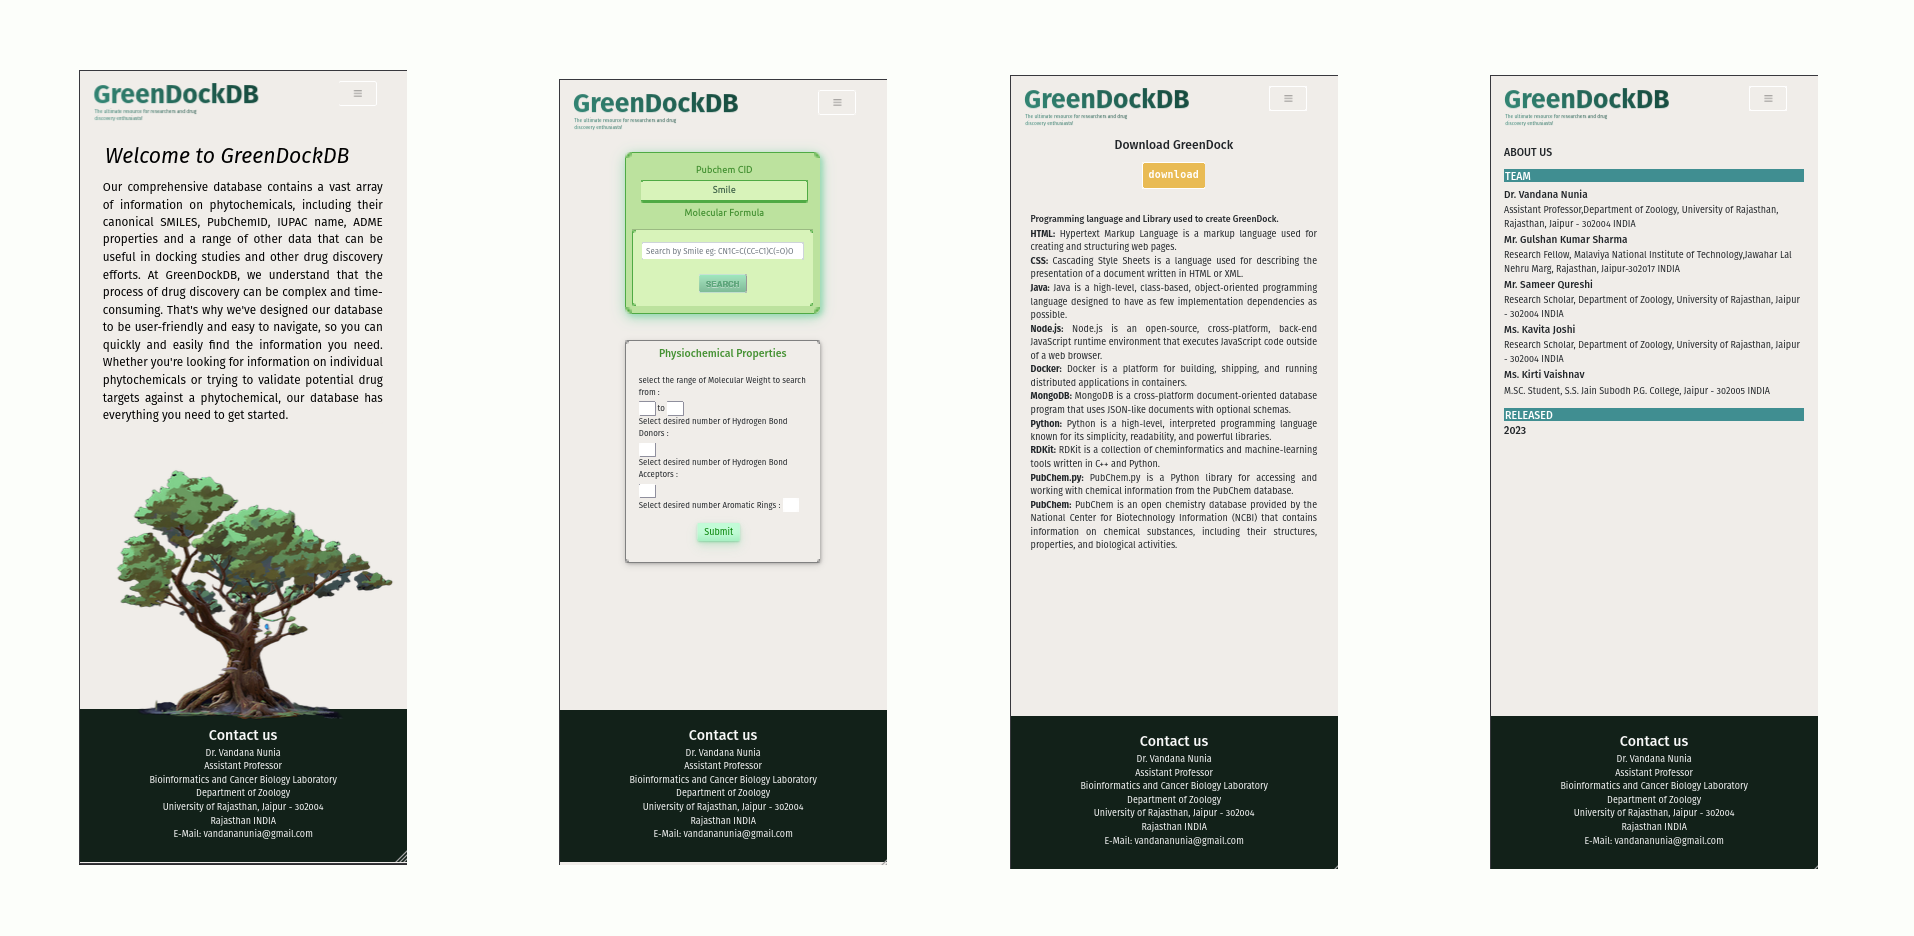 GreenDockDB
The ultimate resource for researchers and drug
discovery enthusiasts!
Welcome to GreenDockDB
Our comprehensive database contains a vast array
of information on phytochemicals, including their
canonical SMILES, PubChemID, IUPAC name, ADME
properties and a range of other data that can be
useful in docking studies and other drug discovery
efforts. At GreenDockDB, we understand that the
process of drug discovery can be complex and time-
consuming. That's why we've designed our database
to be user-friendly and easy to navigate, so you can
quickly and easily find the information you need.
Whether you're looking for information on individual
phytochemicals or trying to validate potential drug
targets against a phytochemical, our database has
everything you need to get started.
Contact us
Dr. Vandana Nunia
Assistant Professor
Bioinformatics and Cancer Biology Laboratory
Department of Zoology
University of Rajasthan, Jaipur - 302004
Rajasthan INDIA
E-Mail: vandananunia@gmail.com
GreenDockDB
The ultimate resource for researchers and drug
discovery enthusiasts!
Pubchem CID
Smile
Molecular Formula
Search by Smile eg: CN1C=C(CC=C1)C(=O)O
SEARCH
Physiochemical Properties
select the range of Molecular Weight to search
from :
to
Select desired number of Hydrogen Bond
Donors :
Select desired number of Hydrogen Bond
Acceptors :
Select desired number Aromatic Rings :
Submit
Contact us
Dr. Vandana Nunia
Assistant Professor
Bioinformatics and Cancer Biology Laboratory
Department of Zoology
University of Rajasthan, Jaipur - 302004
Rajasthan INDIA
E-Mail: vandananunia@gmail.com
GreenDockDB
The ultimate resource for researchers and drug
discovery enthusiasts!
Download GreenDock
download
Programming language and Library used to create GreenDock.
HTML: Hypertext Markup Language is a markup language used for
creating and structuring web pages.
CSS: Cascading Style Sheets is a language used for describing the
presentation of a document written in HTML or XML.
Java: Java is a high-level, class-based, object-oriented programming
language designed to have as few implementation dependencies as
possible.
Node.js: Node.js is an open-source, cross-platform, back-end
JavaScript runtime environment that executes JavaScript code outside
of a web browser.
Docker: Docker is a platform for building, shipping, and running
distributed applications in containers.
MongoDB: MongoDB is a cross-platform document-oriented database
program that uses JSON-like documents with optional schemas.
Python: Python is a high-level, interpreted programming language
known for its simplicity, readability, and powerful libraries.
RDKit: RDKit is a collection of cheminformatics and machine-learning
tools written in C++ and Python.
PubChem.py: PubChem.py is a Python library for accessing and
working with chemical information from the PubChem database.
PubChem: PubChem is an open chemistry database provided by the
National Center for Biotechnology Information (NCBI) that contains
information on chemical substances, including their structures,
properties, and biological activities.
Contact us
Dr. Vandana Nunia
Assistant Professor
Bioinformatics and Cancer Biology Laboratory
Department of Zoology
University of Rajasthan, Jaipur - 302004
Rajasthan INDIA
E-Mail: vandananunia@gmail.com
GreenDockDB
The ultimate resource for researchers and drug
discovery enthusiasts!
ABOUT US
TEAM
Dr. Vandana Nunia
Assistant Professor,Department of Zoology, University of Rajasthan,
Rajasthan, Jaipur - 302004 INDIA
Mr. Gulshan Kumar Sharma
Research Fellow, Malaviya National Institute of Technology,Jawahar Lal
Nehru Marg, Rajasthan, Jaipur-302017 INDIA
Mr. Sameer Qureshi
Research Scholar, Department of Zoology, University of Rajasthan, Jaipur
- 302004 INDIA
Ms. Kavita Joshi
Research Scholar, Department of Zoology, University of Rajasthan, Jaipur
- 302004 INDIA
Ms. Kirti Vaishnav
M.SC. Student, S.S. Jain Subodh P.G. College, Jaipur - 302005 INDIA
RELEASED
2023
Contact us
Dr. Vandana Nunia
Assistant Professor
Bioinformatics and Cancer Biology Laboratory
Department of Zoology
University of Rajasthan, Jaipur - 302004
Rajasthan INDIA
E-Mail: vandananunia@gmail.com